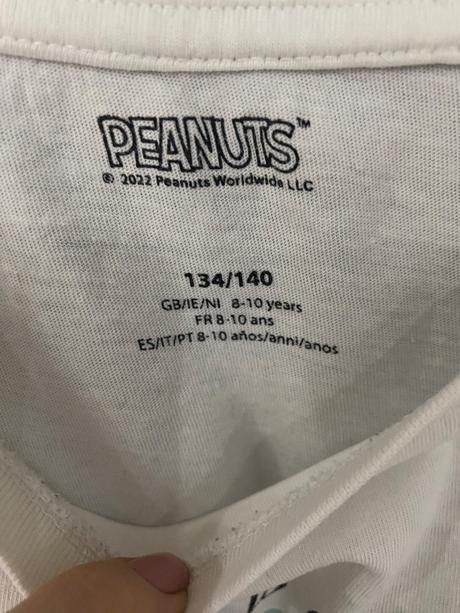 PEANUTS™
© 2022 Peanuts Worldwide LLC
134/140
GB/IE/NI 8-10 years
FR 8-10 ans
ES/IT/PT 8-10 años/anni/anos